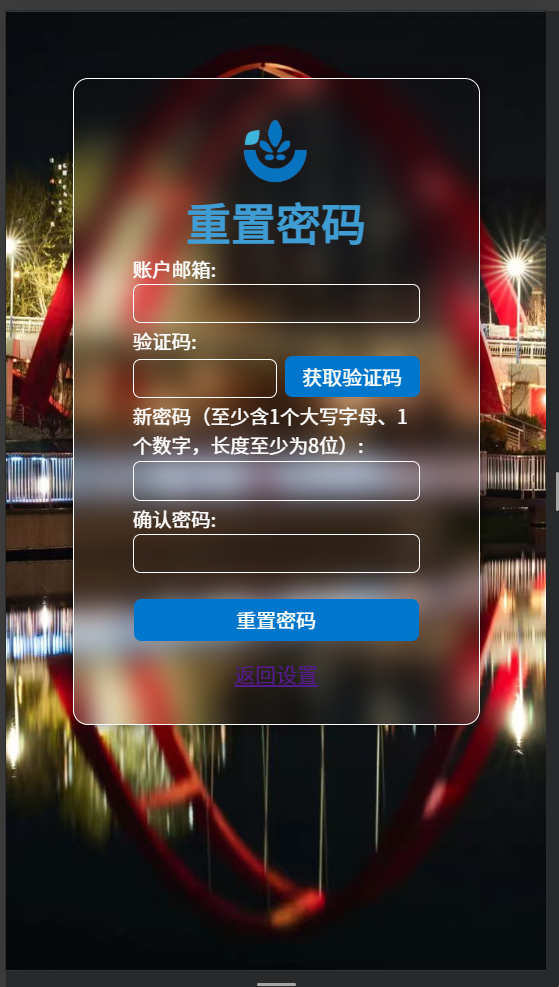 重置密码
账户邮箱:
验证码:
获取验证码
新密码（至少含1个大写字母、1
个数字，长度至少为8位）:
确认密码:
重置密码
返回设置